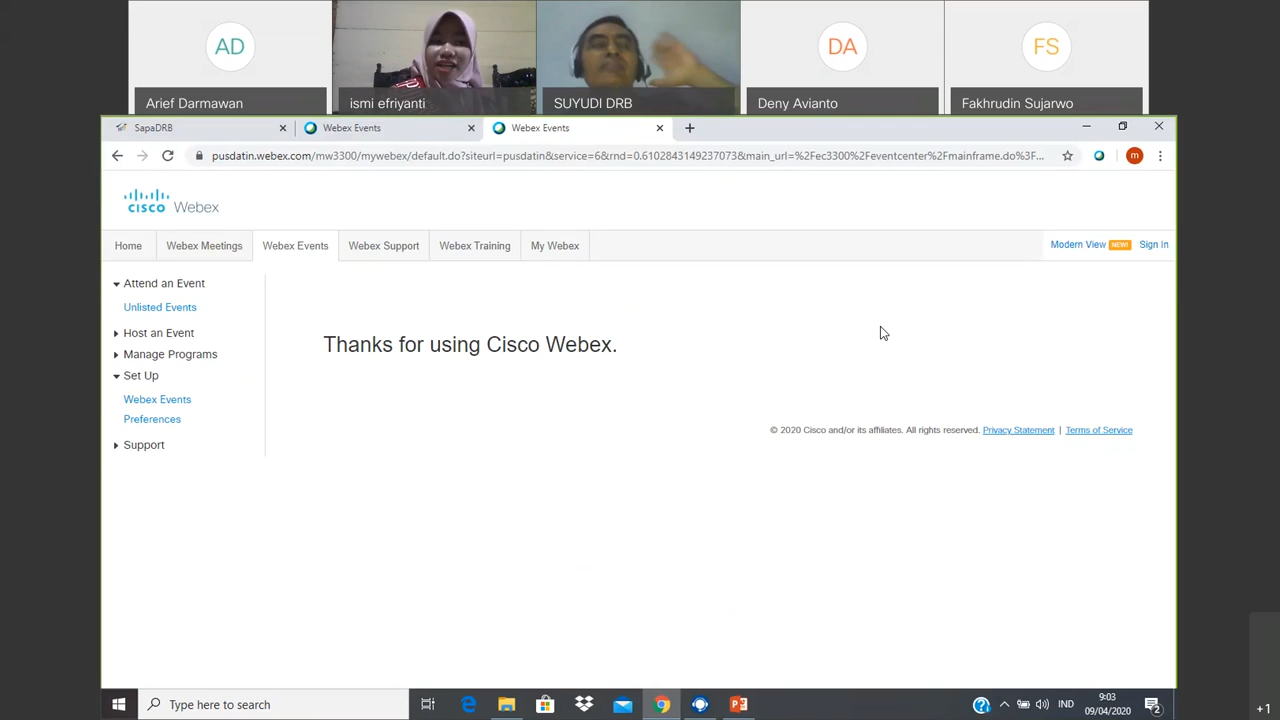 AD
DA
FS
Arief Darmawan
ismi efriyanti
SUYUDI DRB
Deny Avianto
Fakhrudin Sujarwo
SapaDRB
Webex Events
Webex Events
pusdatin.webex.com/mw3300/mywebex/default.do?siteurl=pusdatin&service=6&rnd=0.6102843149237073&main_url=%2Fec3300%2Feventcenter%2Fmainframe.do%3F...
m
CISCO Webex
Home
Webex Meetings
Webex Events
Webex Support
Webex Training
My Webex
Modern View NEW!
Sign In
Attend an Event
Unlisted Events
Host an Event
Manage Programs
Set Up
Webex Events
Preferences
Support
Thanks for using Cisco Webex.
© 2020 Cisco and/or its affiliates. All rights reserved. Privacy Statement | Terms of Service
Type here to search
IND
9:03
09/04/2020
2
+1